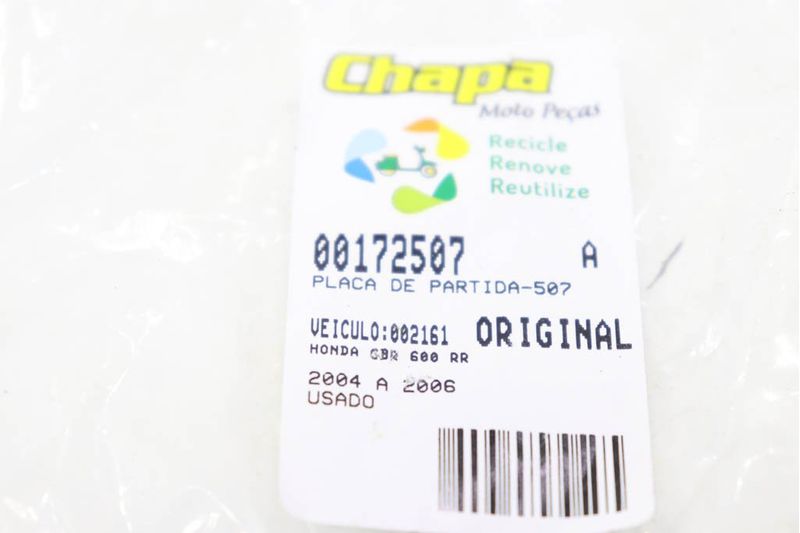 Chapa
Moto Peças
Recicle
Renove
Reutilize
00172507 A
PLACA DE PARTIDA-507
VEICULO:002161 ORIGINAL
HONDA CBR 600 RR
2004 A 2006
USADO